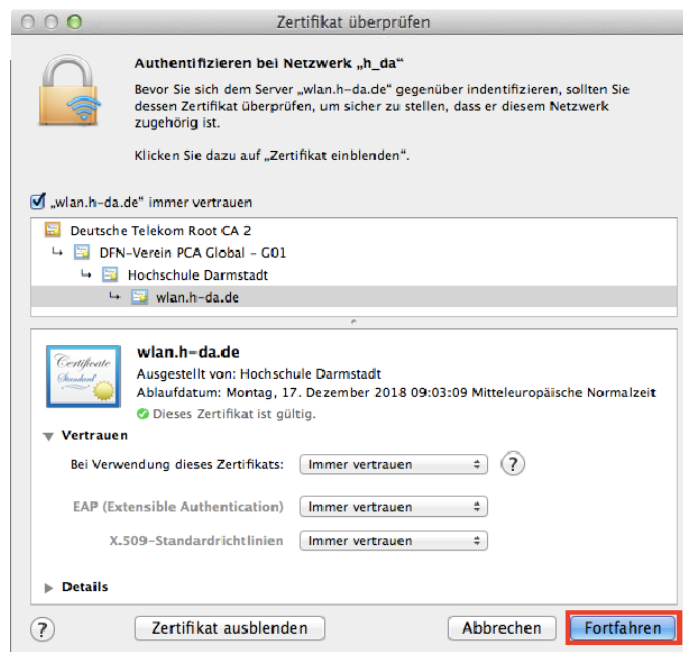 Zertifikat überprüfen
Authentifizieren bei Netzwerk „h_da“
Bevor Sie sich dem Server „wlan.h-da.de“ gegenüber indentifizieren, sollten Sie
dessen Zertifikat überprüfen, um sicher zu stellen, dass er diesem Netzwerk
zugehörig ist.
Klicken Sie dazu auf „Zertifikat einblenden“.
„wlan.h-da.de“ immer vertrauen
Deutsche Telekom Root CA 2
DFN-Verein PCA Global - G01
Hochschule Darmstadt
wlan.h-da.de
Certificate
Standard
wlan.h-da.de
Ausgestellt von: Hochschule Darmstadt
Ablaufdatum: Montag, 17. Dezember 2018 09:03:09 Mitteleuropäische Normalzeit
Dieses Zertifikat ist gültig.
Vertrauen
Bei Verwendung dieses Zertifikats: Immer vertrauen ?
EAP (Extensible Authentication) Immer vertrauen
X.509-Standardrichtlinien Immer vertrauen
Details
? Zertifikat ausblenden Abbrechen Fortfahren